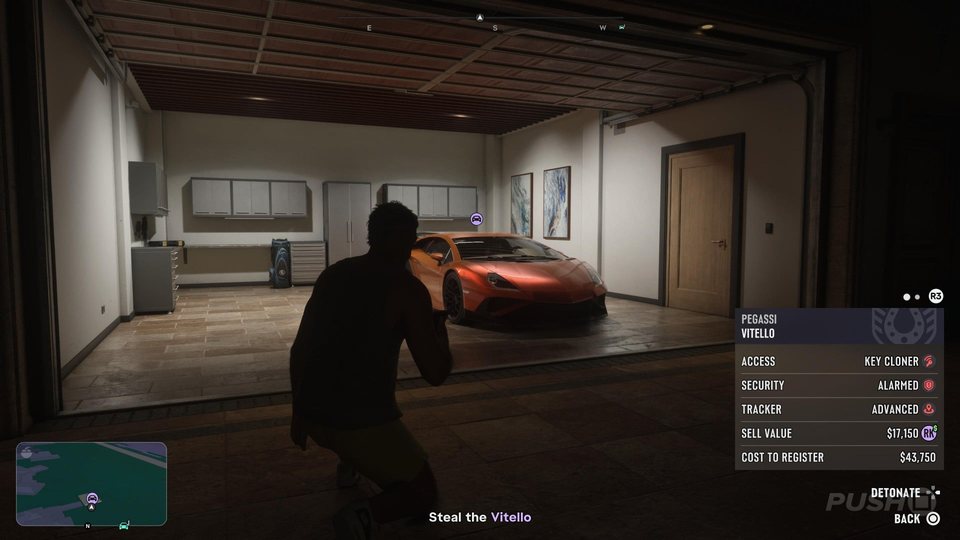 E S W
R3
PEGASSI
VITELLO
ACCESS KEY CLONER
SECURITY ALARMED
TRACKER ADVANCED
SELL VALUE $17,150 RK$
COST TO REGISTER $43,750
PUSH
DETONATE
BACK
N
Steal the Vitello